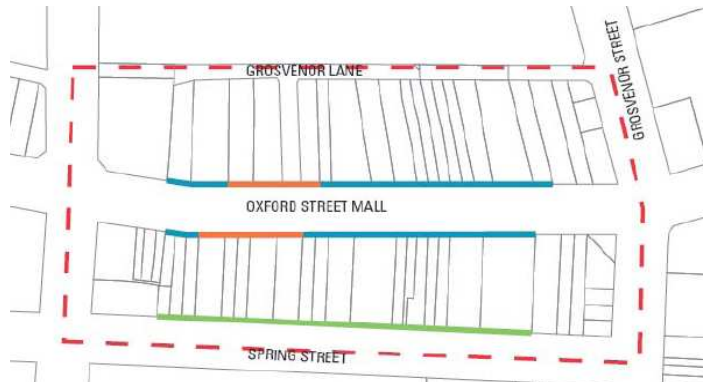 GROSVENOR LANE
GROSVENOR STREET
OXFORD STREET MALL
SPRING STREET